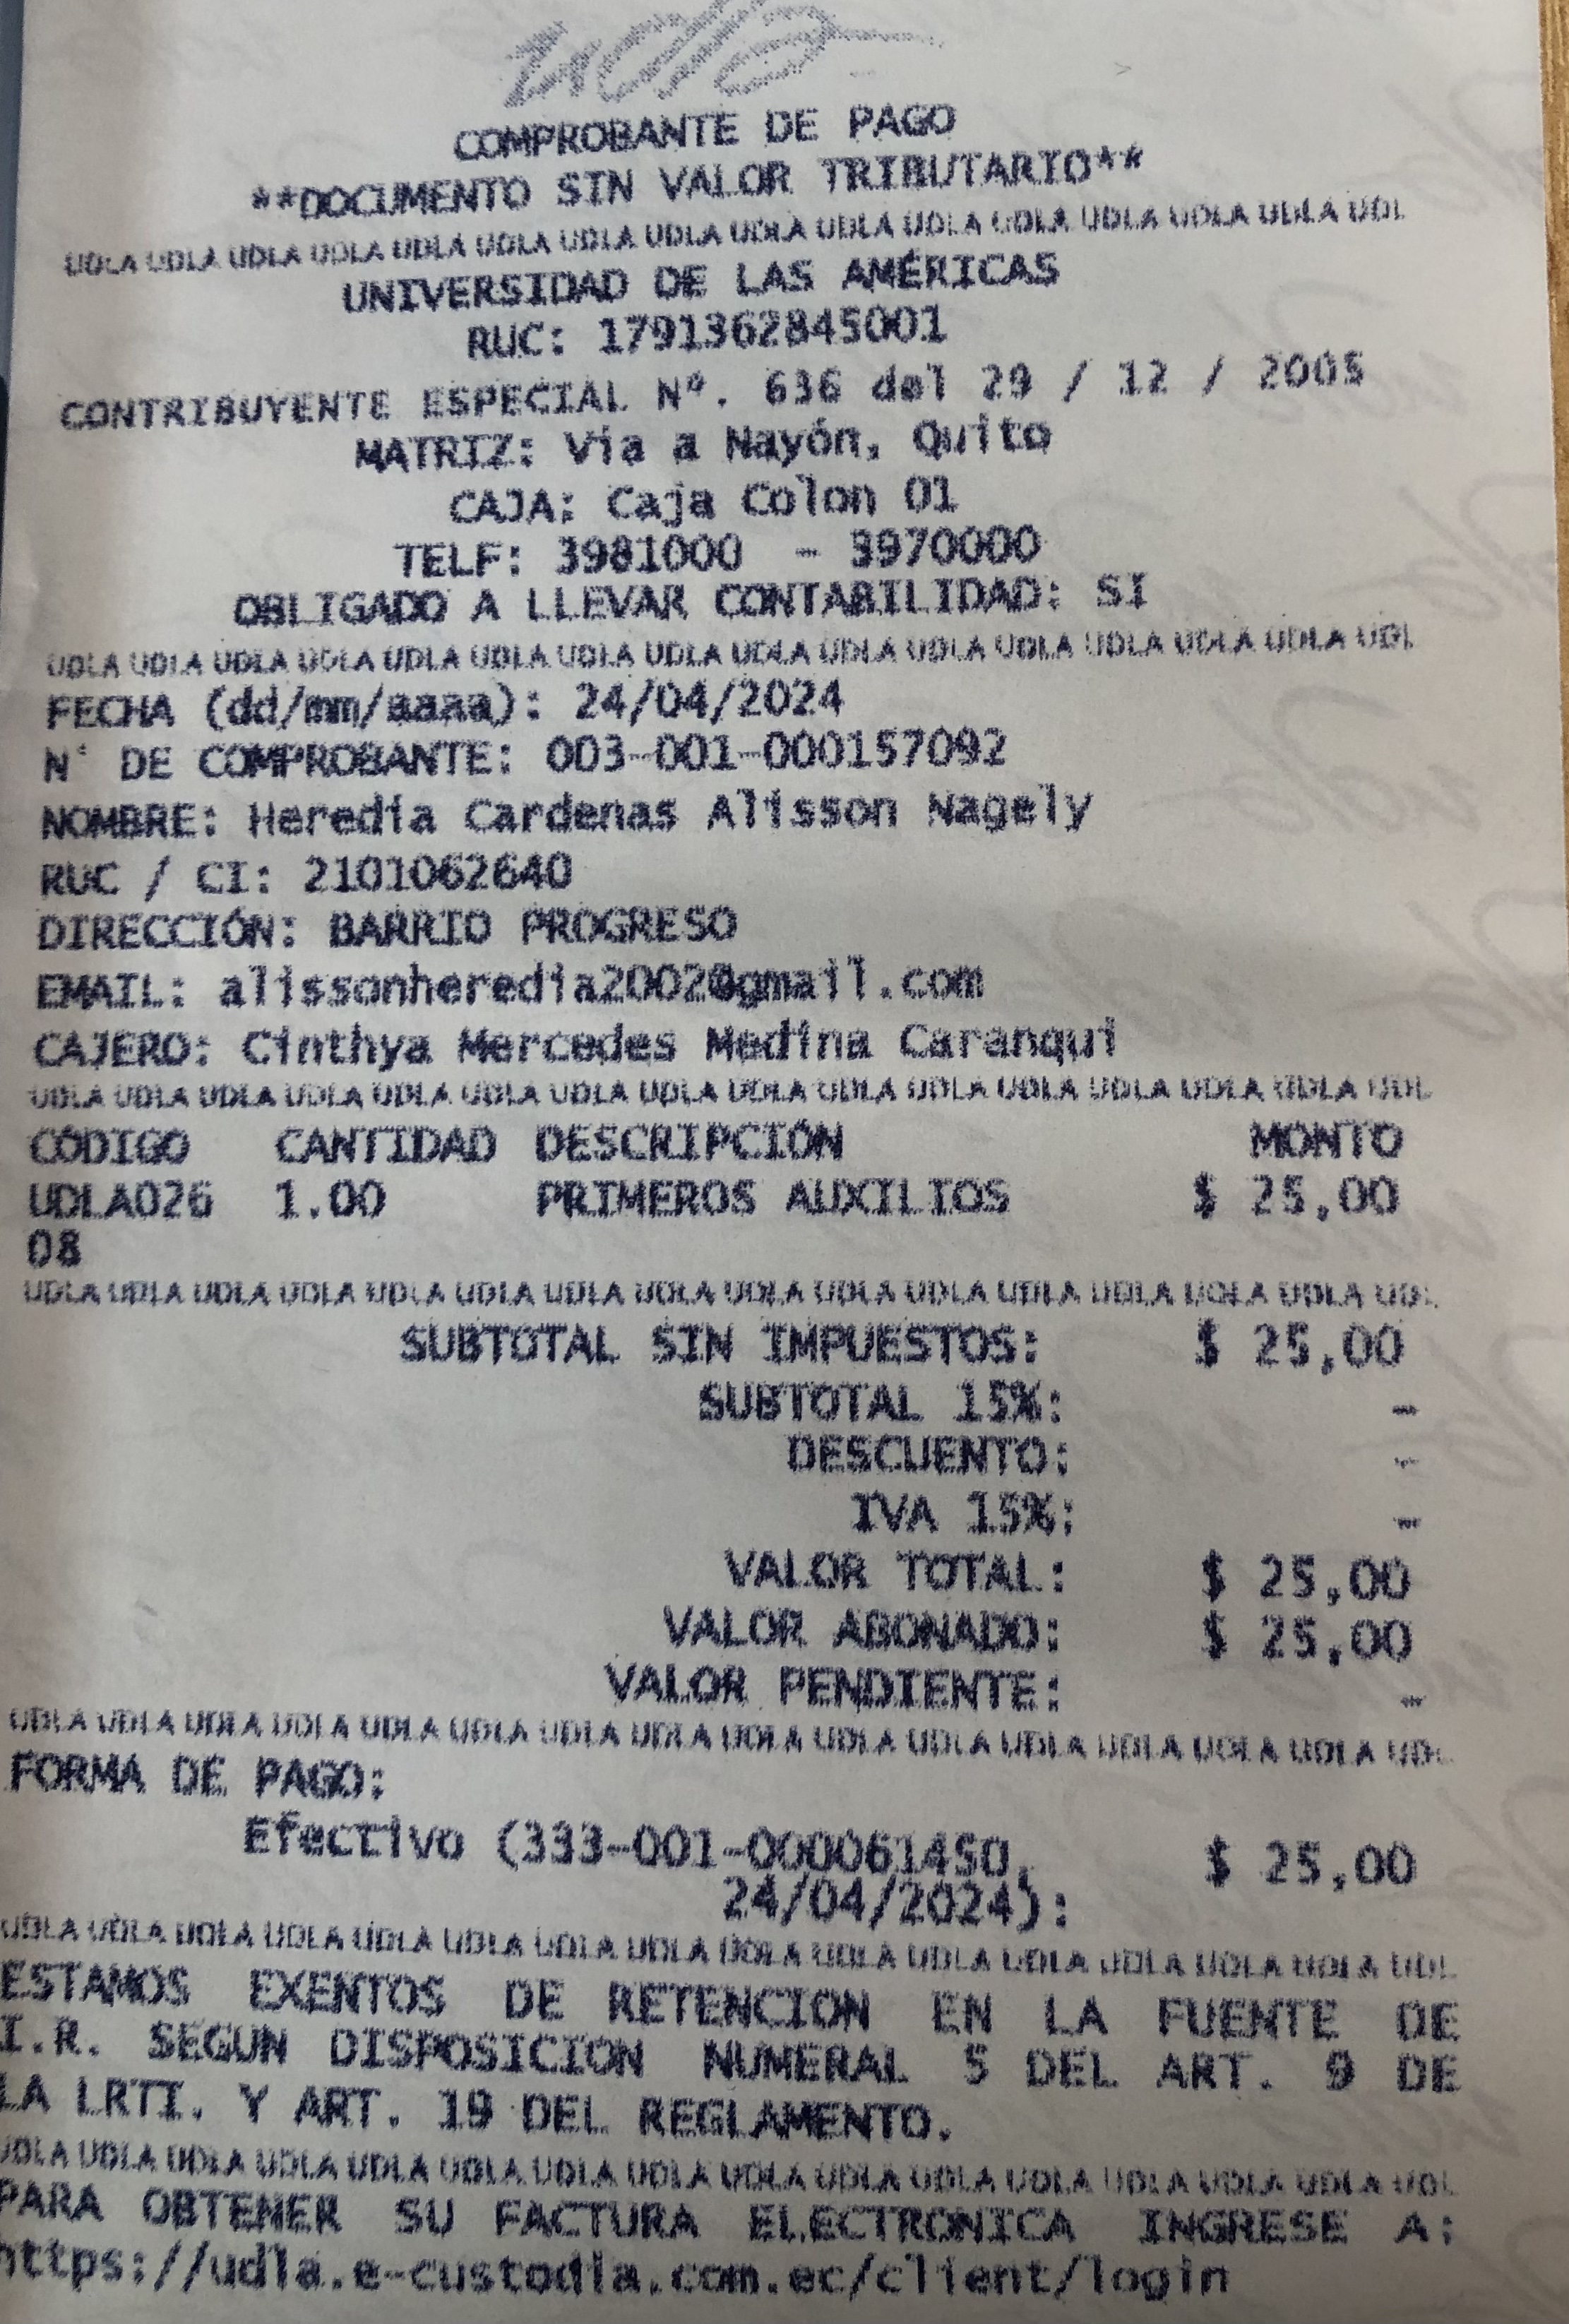 udla
COMPROBANTE DE PAGO
**DOCUMENTO SIN VALOR TRIBUTARIO**
UDLA UDLA UDLA UDLA UDLA UDLA UDLA UDLA UDLA UDLA UDLA UDLA UDLA UDLA UDLA UDL
UNIVERSIDAD DE LAS AMÉRICAS
RUC: 1791362845001
CONTRIBUYENTE ESPECIAL Nº. 636 del 29 / 12 / 2005
MATRIZ: Vía a Nayón, Quito
CAJA: Caja Colon 01
TELF: 3981000 - 3970000
OBLIGADO A LLEVAR CONTABILIDAD: SI
UDLA UDLA UDLA UDLA UDLA UDLA UDLA UDLA UDLA UDLA UDLA UDLA UDLA UDLA UDLA UDL
FECHA (dd/mm/aaaa): 24/04/2024
N° DE COMPROBANTE: 003-001-000157092
NOMBRE: Heredia Cardenas Alisson Nagely
RUC / CI: 2101062640
DIRECCIÓN: BARRIO PROGRESO
EMAIL: alissonheredia2002@gmail.com
CAJERO: Cinthya Mercedes Medina Caranqui
UDLA UDLA UDLA UDLA UDLA UDLA UDLA UDLA UDLA UDLA UDLA UDLA UDLA UDLA UDLA UDL
CÓDIGO CANTIDAD DESCRIPCIÓN MONTO
UDLA026 1.00 PRIMEROS AUXILIOS $ 25,00
08
UDLA UDLA UDLA UDLA UDLA UDLA UDLA UDLA UDLA UDLA UDLA UDLA UDLA UDLA UDLA UDL
SUBTOTAL SIN IMPUESTOS: $ 25,00
SUBTOTAL 15%: -
DESCUENTO: -
IVA 15%: -
VALOR TOTAL: $ 25,00
VALOR ABONADO: $ 25,00
VALOR PENDIENTE: -
UDLA UDLA UDLA UDLA UDLA UDLA UDLA UDLA UDLA UDLA UDLA UDLA UDLA UDLA UDLA UDL
FORMA DE PAGO:
Efectivo (333-001-000061450, $ 25,00
24/04/2024):
UDLA UDLA UDLA UDLA UDLA UDLA UDLA UDLA UDLA UDLA UDLA UDLA UDLA UDLA UDLA UDL
ESTAMOS EXENTOS DE RETENCION EN LA FUENTE DE
I.R. SEGUN DISPOSICION NUMERAL 5 DEL ART. 9 DE
LA LRTI. Y ART. 19 DEL REGLAMENTO.
UDLA UDLA UDLA UDLA UDLA UDLA UDLA UDLA UDLA UDLA UDLA UDLA UDLA UDLA UDLA UDL
PARA OBTENER SU FACTURA ELECTRONICA INGRESE A:
https://udla.e-custodia.com.ec/client/login